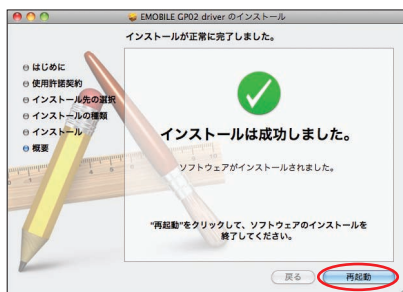 EMOBILE GP02 driver のインストール
インストールが正常に完了しました。
はじめに
使用許諾契約
インストール先の選択
インストールの種類
インストール
概要
インストールは成功しました。
ソフトウェアがインストールされました。
"再起動"をクリックして、ソフトウェアのインストールを
終了してください。
戻る
再起動